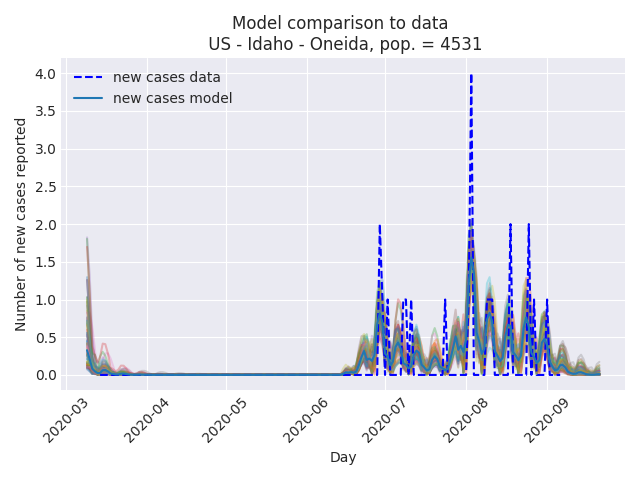 Model comparison to data
US - Idaho - Oneida, pop. = 4531
new cases data
new cases model
Number of new cases reported
4.0
3.5
3.0
2.5
2.0
1.5
1.0
0.5
0.0
2020-03
2020-04
2020-05
2020-06
2020-07
2020-08
2020-09
Day